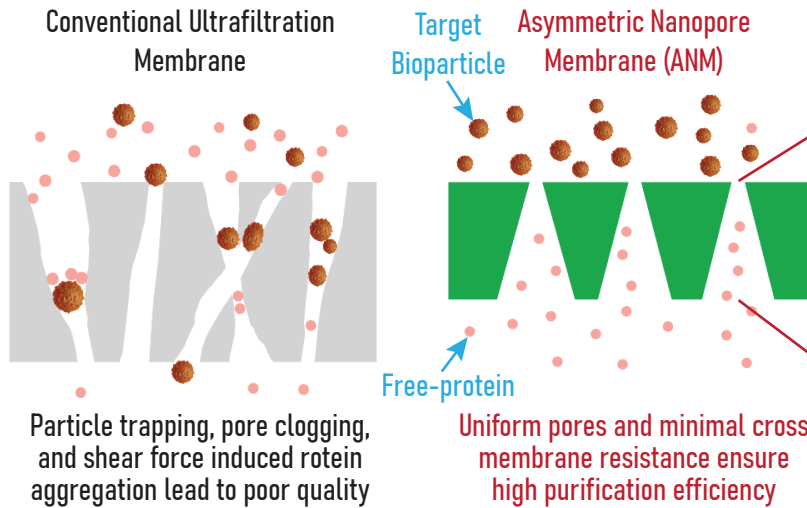 Conventional Ultrafiltration
Membrane
Target
Bioparticle
Asymmetric Nanopore
Membrane (ANM)
Free-protein
Particle trapping, pore clogging,
and shear force induced rotein
aggregation lead to poor quality
Uniform pores and minimal cross
membrane resistance ensure
high purification efficiency